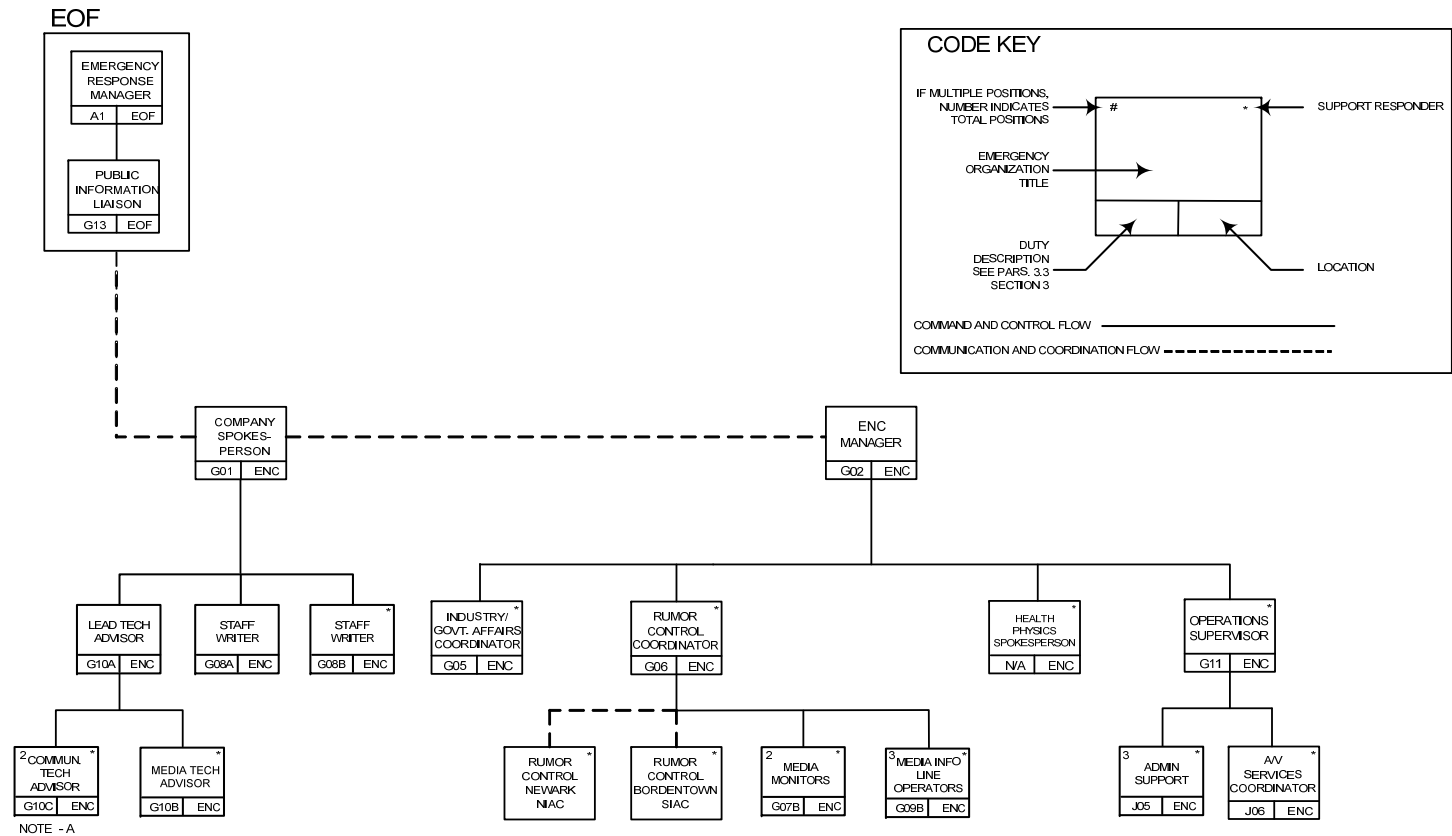 EOF
EMERGENCY
RESPONSE
MANAGER
A1 EOF
PUBLIC
INFORMATION
LIAISON
G13 EOF
CODE KEY
IF MULTIPLE POSITIONS,
NUMBER INDICATES
TOTAL POSITIONS
# *
SUPPORT RESPONDER
EMERGENCY
ORGANIZATION
TITLE
DUTY
DESCRIPTION
SEE PARS. 3.3
SECTION 3
LOCATION
COMMAND AND CONTROL FLOW
COMMUNICATION AND COORDINATION FLOW
COMPANY
SPOKES-
PERSON
G01 ENC
ENC
MANAGER
G02 ENC
LEAD TECH
ADVISOR
G10A ENC
STAFF
WRITER
G08A ENC
*
STAFF
WRITER
G08B ENC
*
INDUSTRY/
GOVT. AFFAIRS
COORDINATOR
G05 ENC
*
RUMOR
CONTROL
COORDINATOR
G06 ENC
*
HEALTH
PHYSICS
SPOKESPERSON
N/A ENC
*
OPERATIONS
SUPERVISOR
G11 ENC
2 *
COMMUN.
TECH
ADVISOR
G10C ENC
NOTE - A
*
MEDIA TECH
ADVISOR
G10B ENC
*
RUMOR
CONTROL
NEWARK
NIAC
*
RUMOR
CONTROL
BORDENTOWN
SIAC
2 *
MEDIA
MONITORS
G07B ENC
3 *
MEDIA INFO
LINE
OPERATORS
G09B ENC
3 *
ADMIN
SUPPORT
J05 ENC
*
A/V
SERVICES
COORDINATOR
J06 ENC